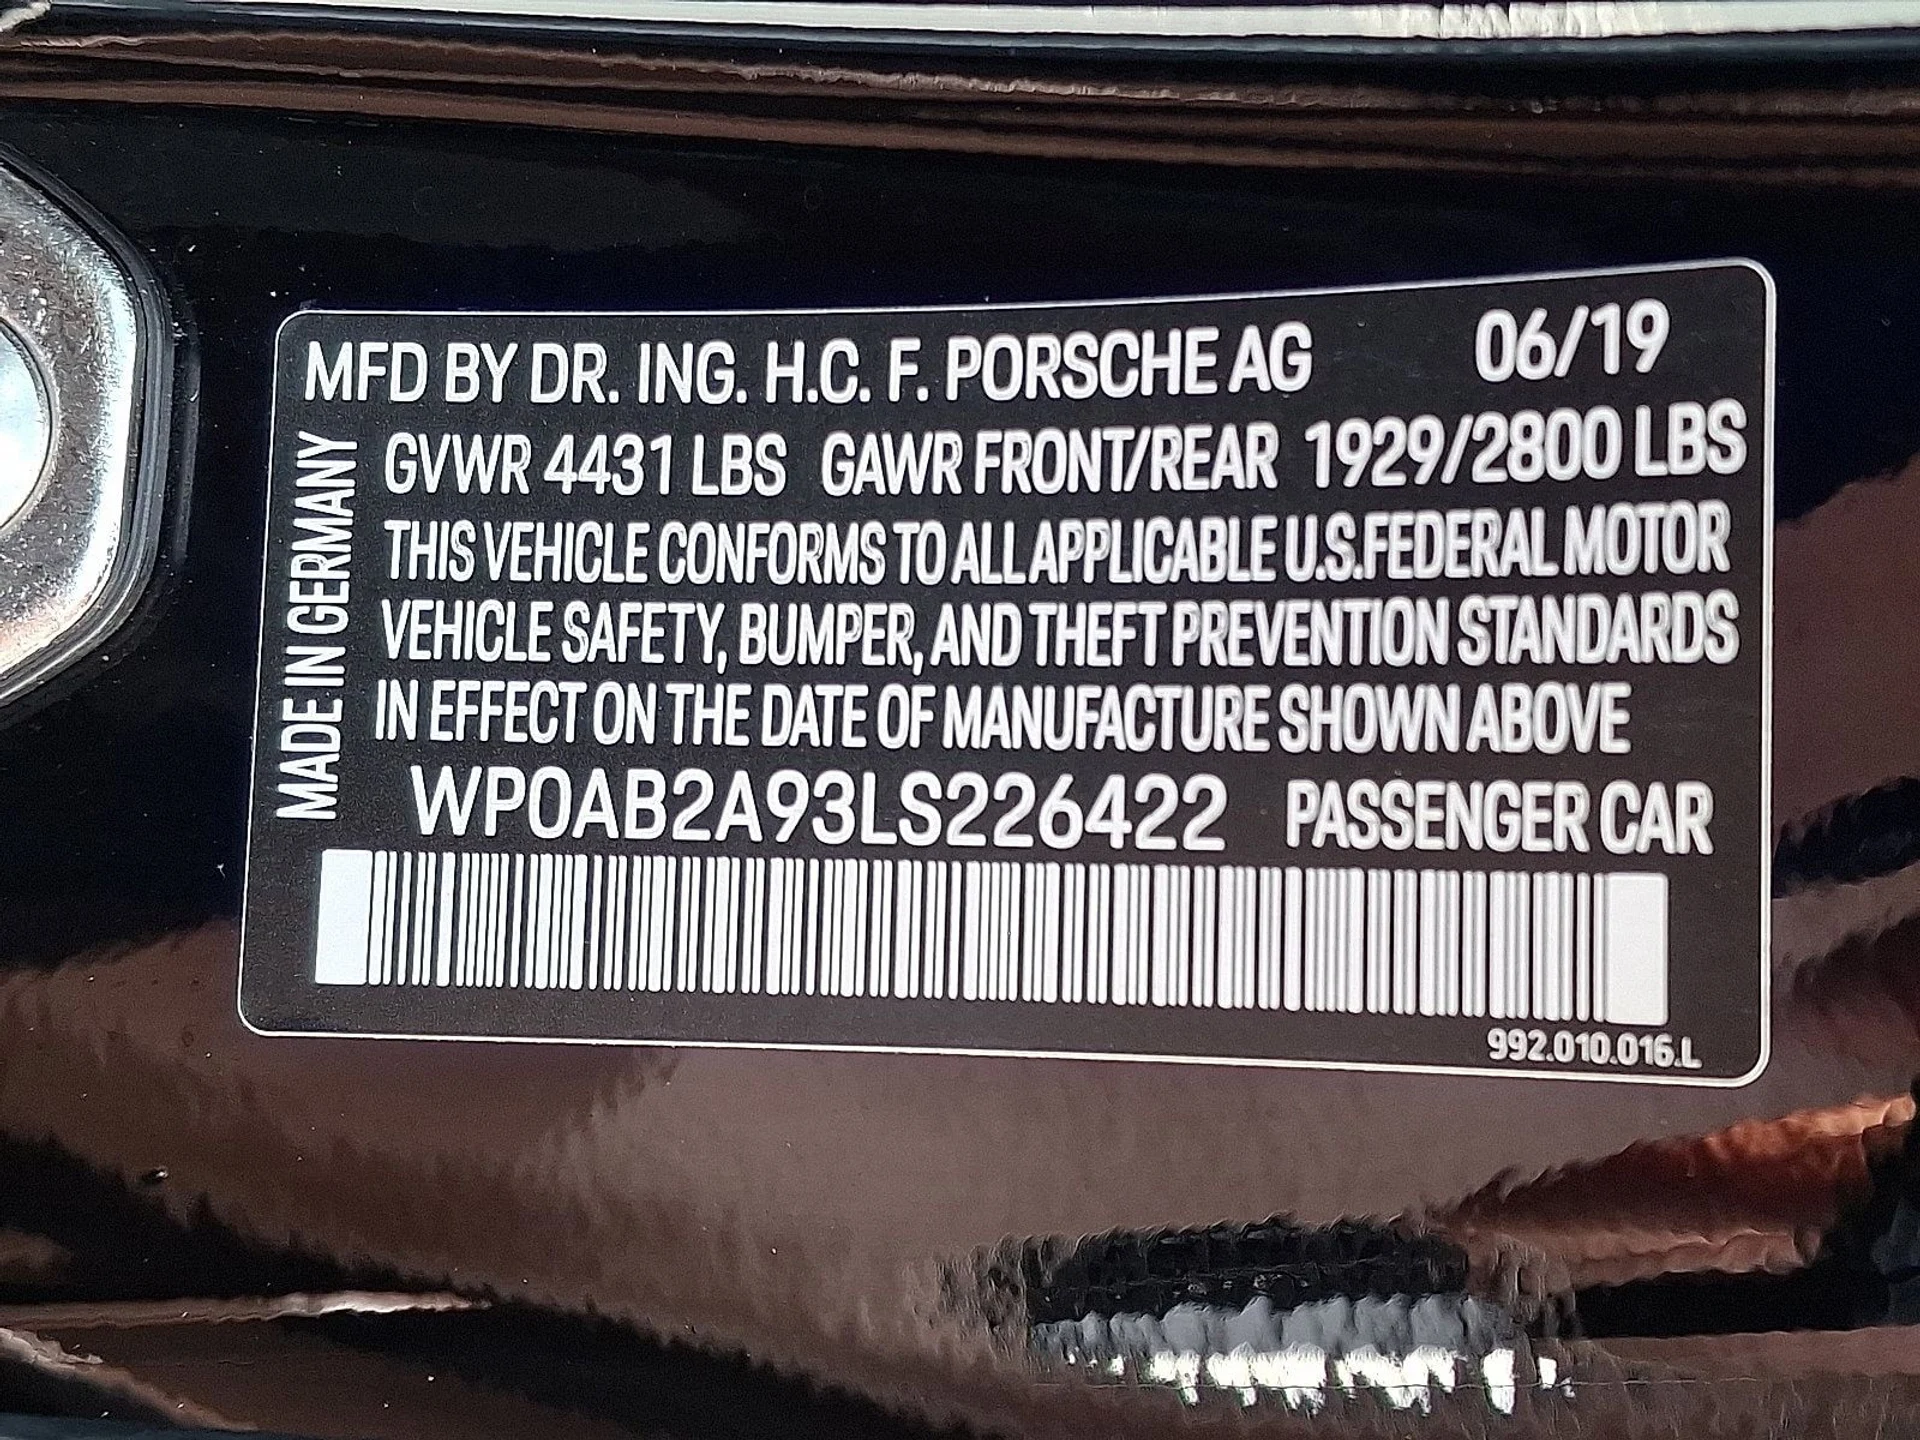 MFD BY DR. ING. H.C. F. PORSCHE AG 06/19
GVWR 4431 LBS GAWR FRONT/REAR 1929/2800 LBS
THIS VEHICLE CONFORMS TO ALL APPLICABLE U.S.FEDERAL MOTOR
VEHICLE SAFETY, BUMPER, AND THEFT PREVENTION STANDARDS
IN EFFECT ON THE DATE OF MANUFACTURE SHOWN ABOVE
WP0AB2A93LS226422 PASSENGER CAR
MADE IN GERMANY
992.010.016.L